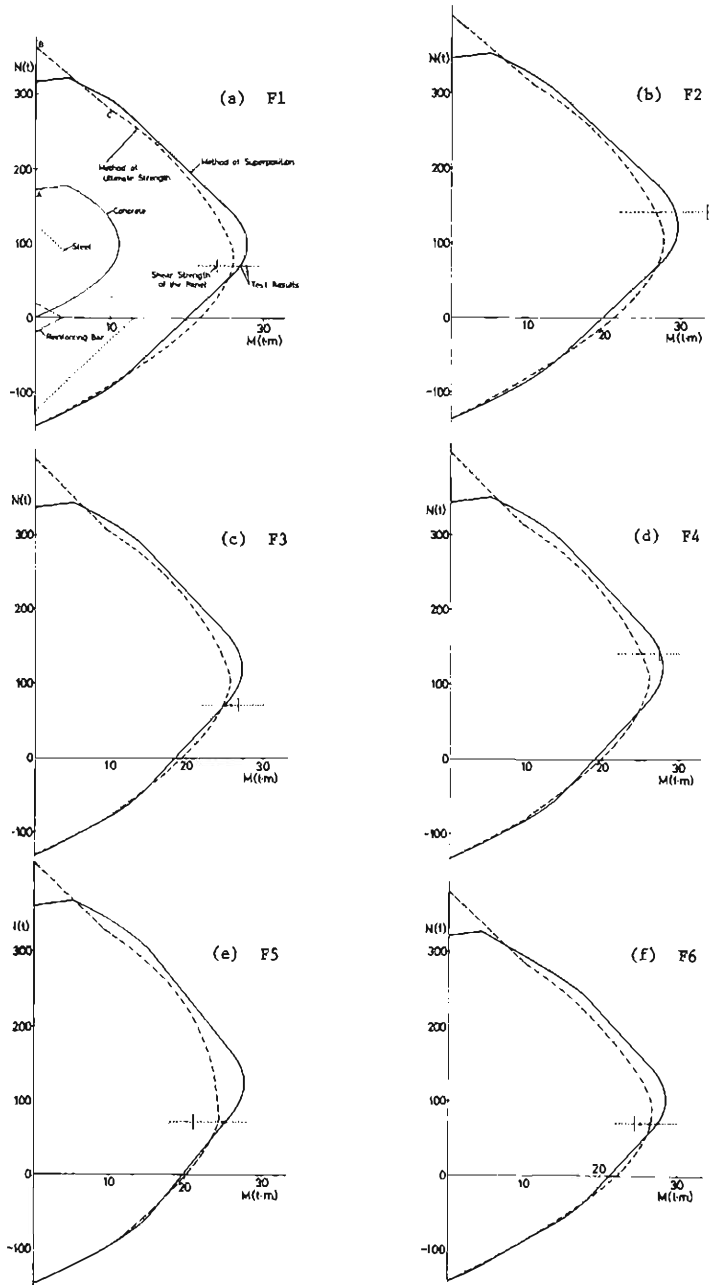 B
N(t)
300
(a) F1
C
Method of
Ultimate Strength
Method of Superposition
200
A
Concrete
100
Steel
Shear Strength
of the Panel
Test Results
0
10
30
M(t·m)
Reinforcing Bar
-100
N(t)
300
(b) F2
200
100
0
10
20
30
M(t·m)
-100
N(t)
300
(c) F3
200
100
0
10
20
30
M(t·m)
-100
N(t)
300
(d) F4
200
100
0
10
20
30
M(t·m)
-100
(t)
300
(e) F5
200
100
0
10
20
30
M(t·m)
-100
N(t)
300
(f) F6
200
100
0
10
20
30
M(t·m)
-100